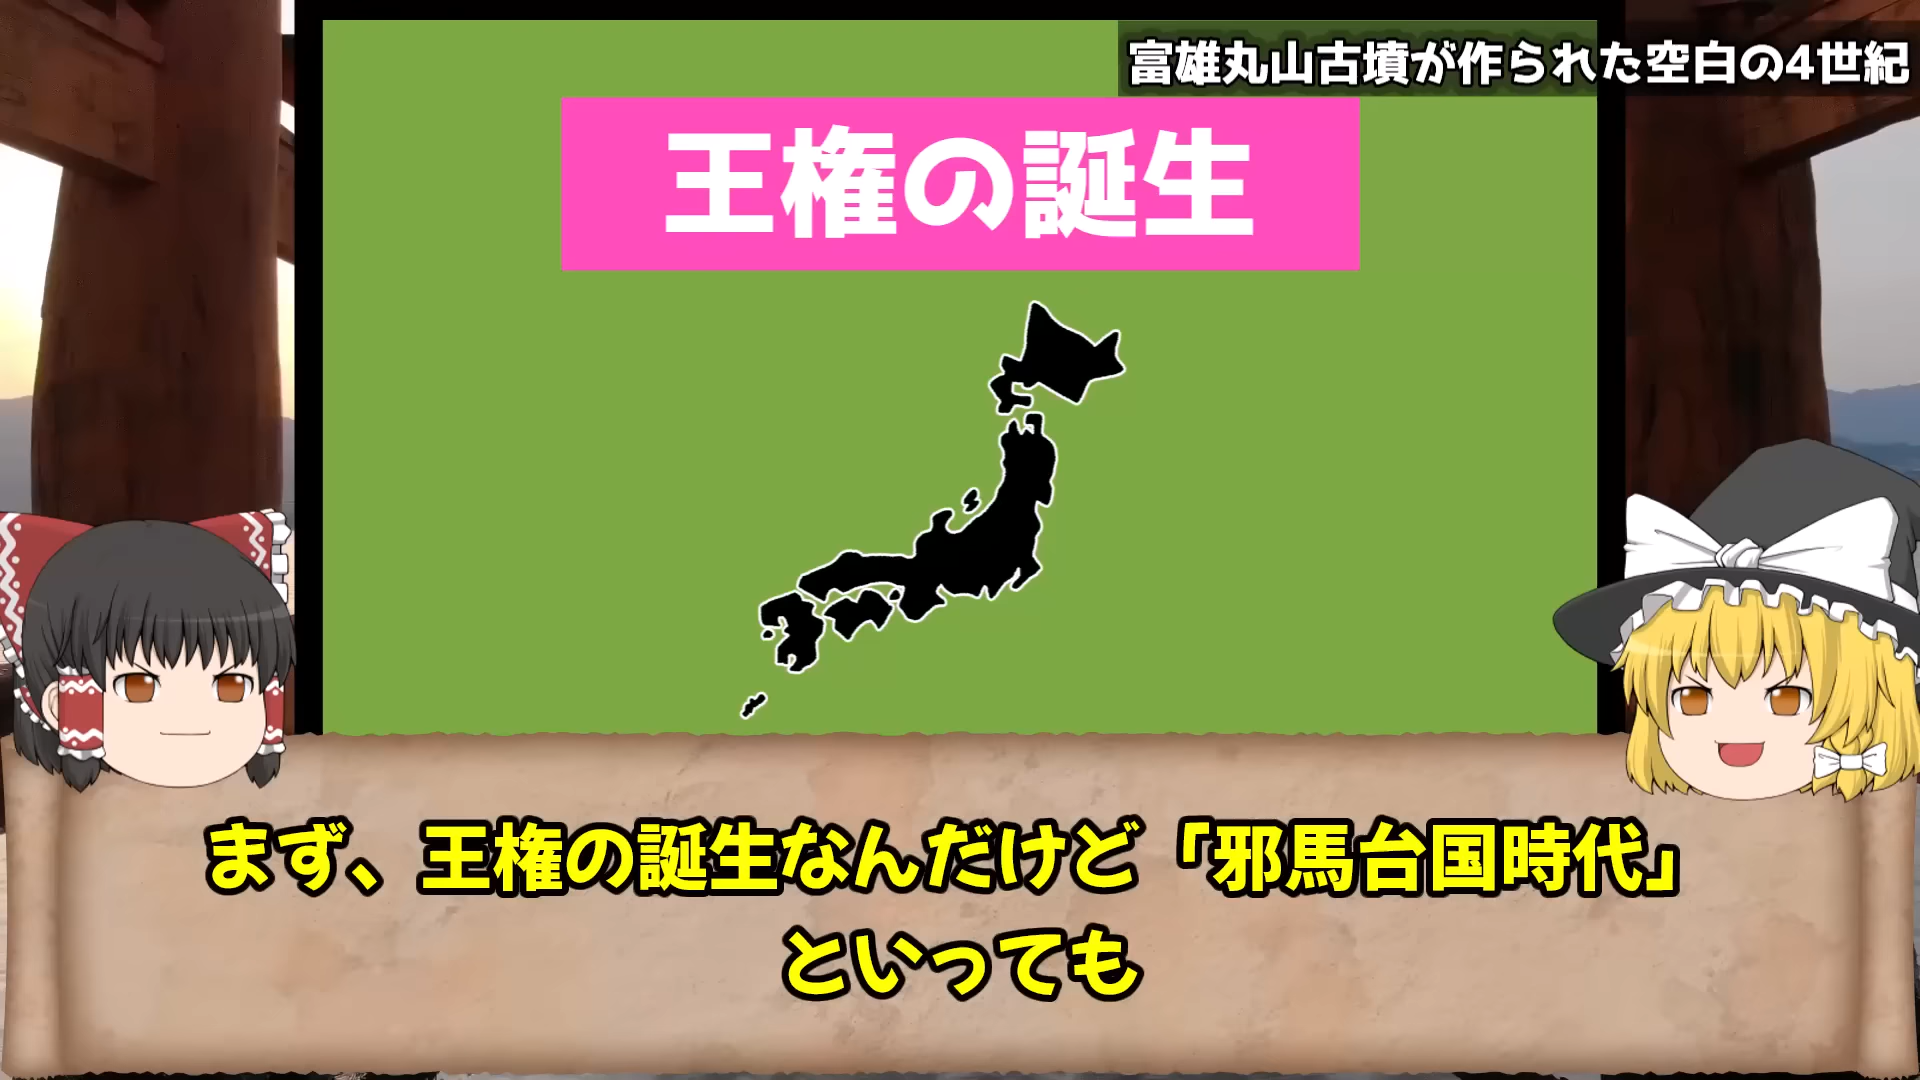 富雄丸山古墳が作られた空白の4世紀
王権の誕生
まず、王権の誕生なんだけど「邪馬台国時代」
といっても